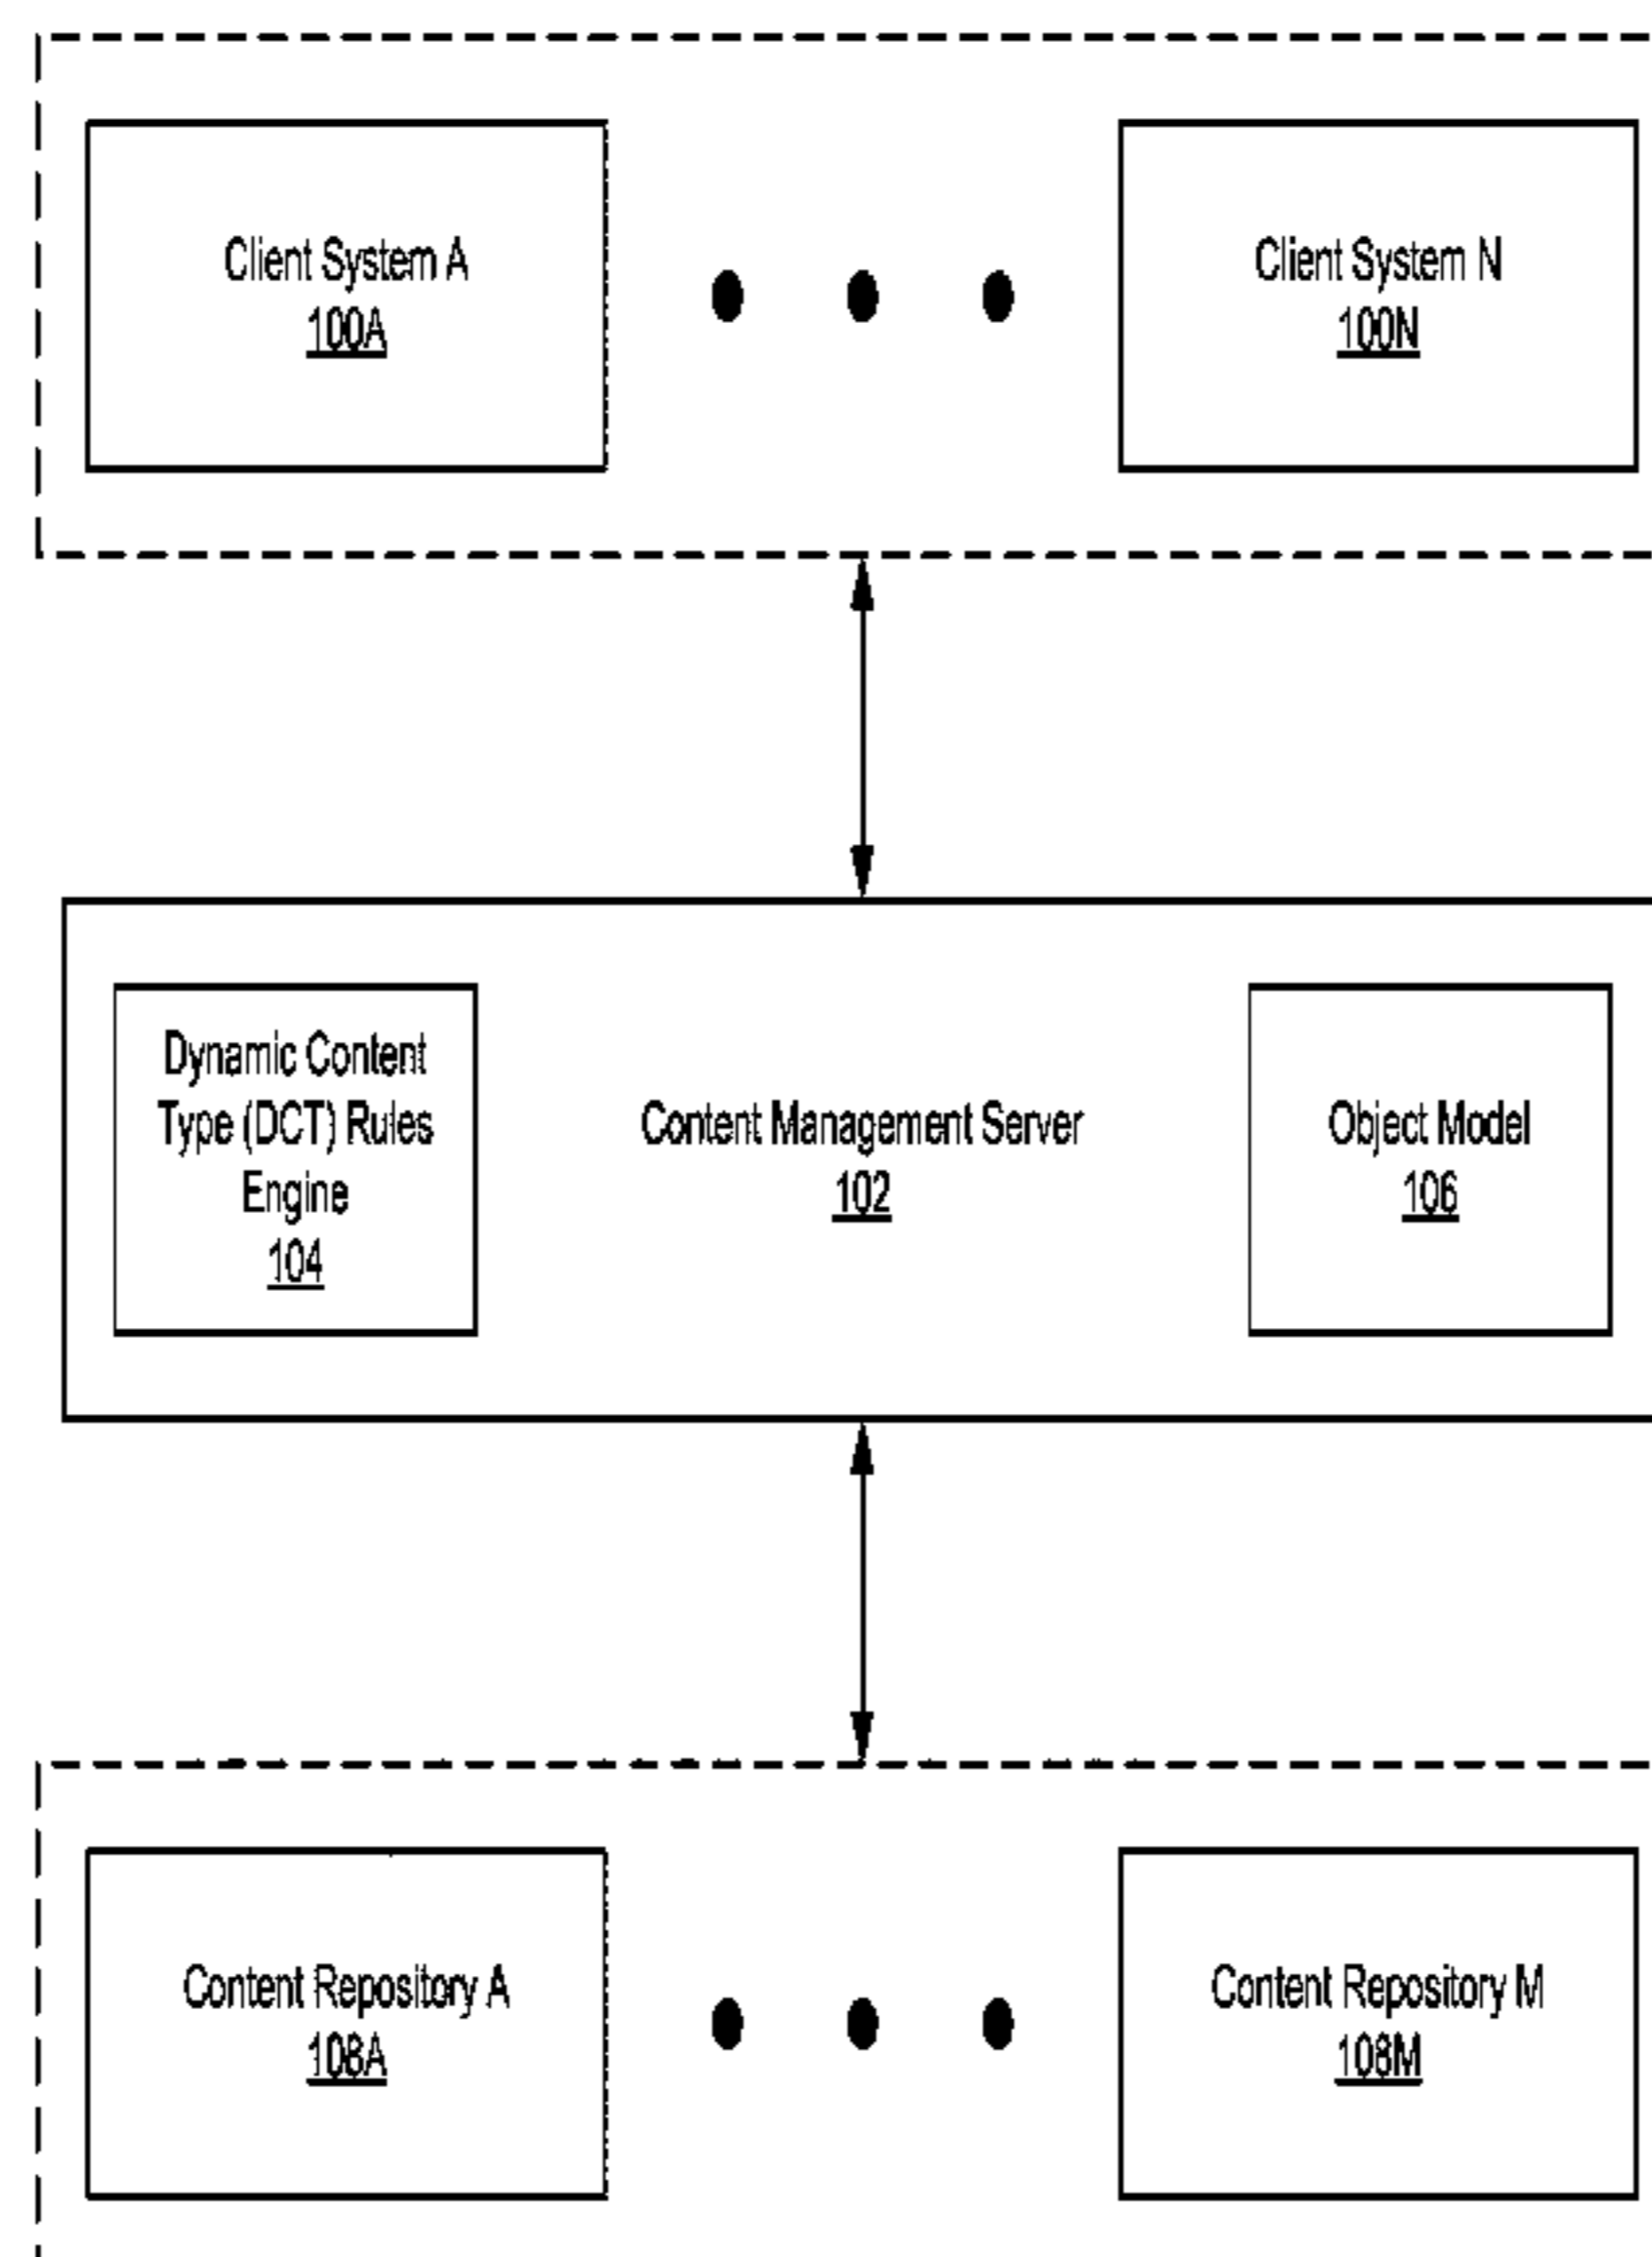 Client System A
100A
Client System N
100N
Dynamic Content
Type (DCT) Rules
Engine
104
Content Management Server
102
Object Model
106
Content Repository A
108A
Content Repository M
108M